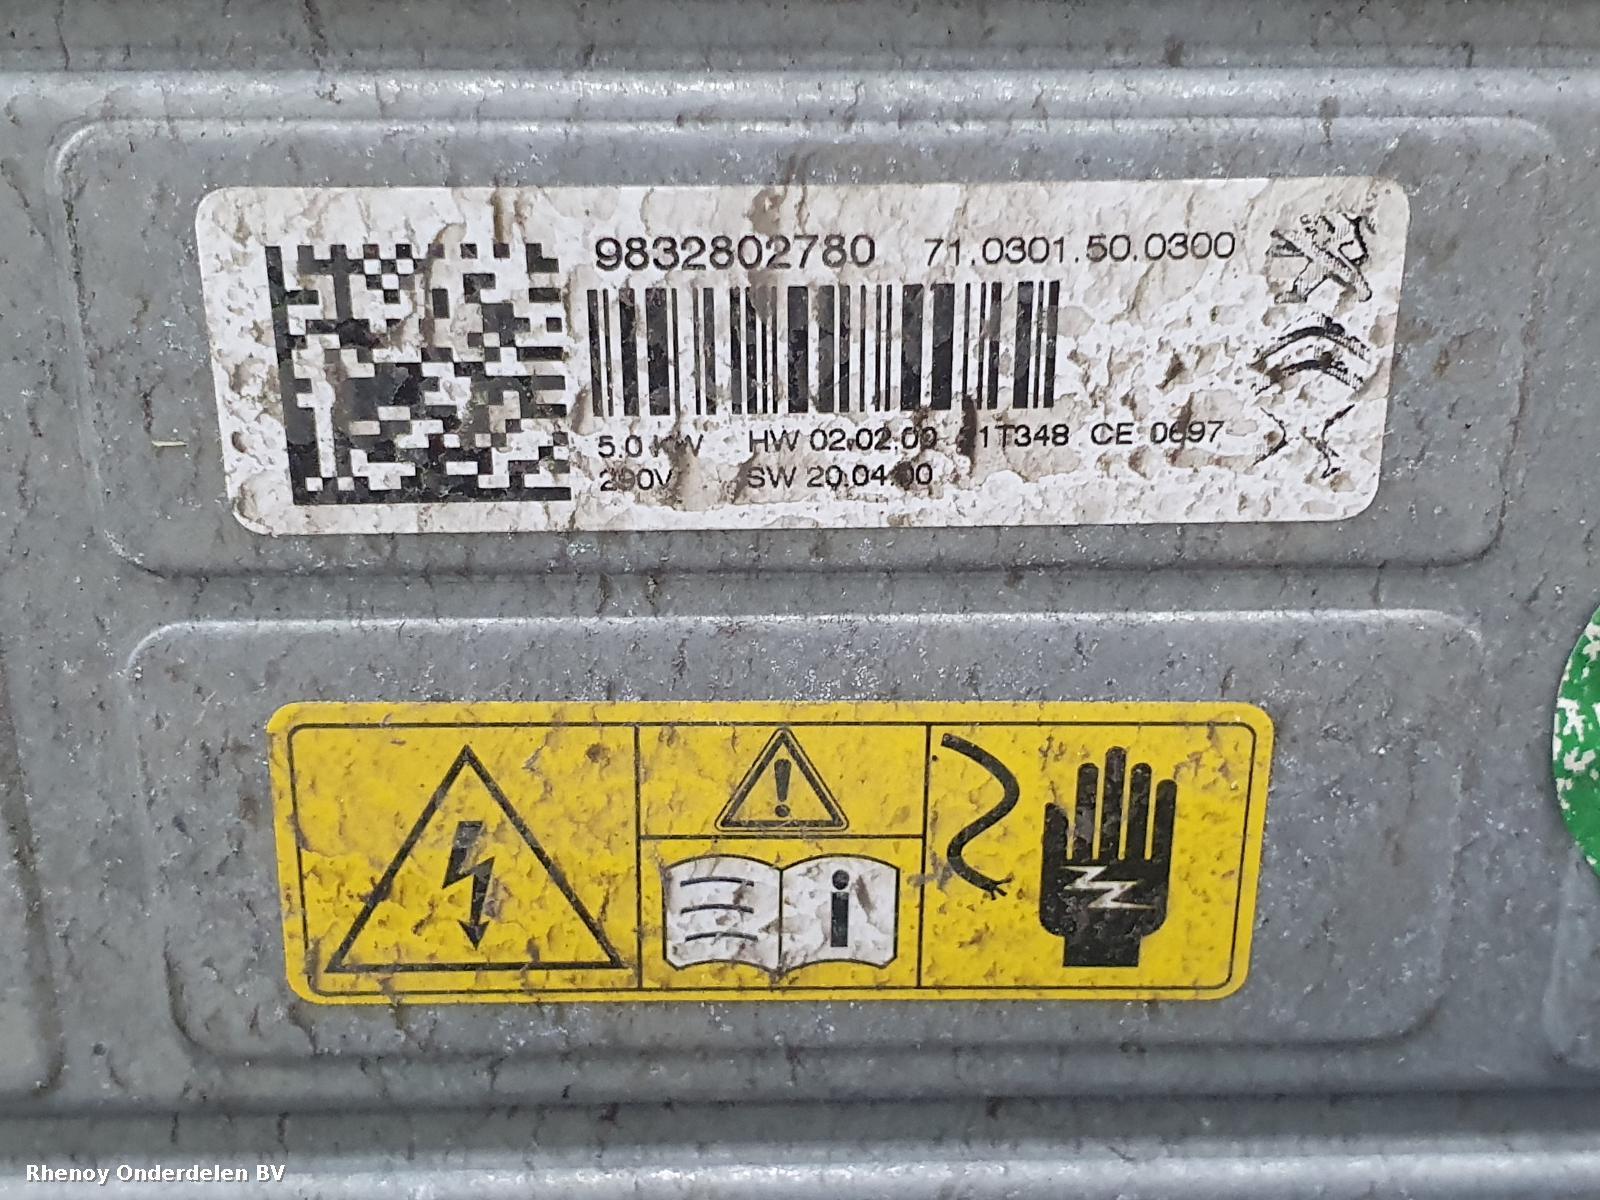 9832802780 71.0301.50.0300
5.0 KW HW 02.02.00 CE 0697
290V SW 20.04.00
i
Rhenoy Onderdelen BV